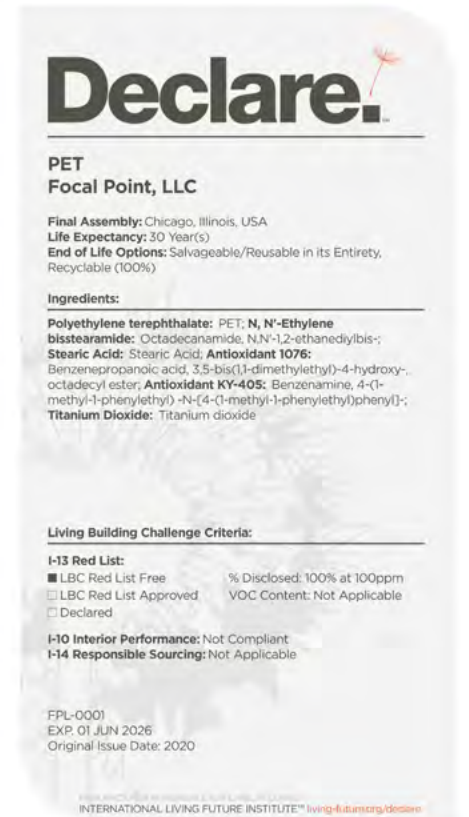 Declare.
PET
Focal Point, LLC
Final Assembly: Chicago, Illinois, USA
Life Expectancy: 30 Year(s)
End of Life Options: Salvageable/Reusable in its Entirety,
Recyclable (100%)
Ingredients:
Polyethylene terephthalate: PET; N, N'-Ethylene
bisstearamide: Octadecanamide, N,N'-1,2-ethanediylbis-;
Stearic Acid: Stearic Acid; Antioxidant 1076:
Benzenepropanoic acid, 3,5-bis(1,1-dimethylethyl)-4-hydroxy-,
octadecyl ester; Antioxidant KY-405: Benzenamine, 4-(1-
methyl-1-phenylethyl) -N-[4-(1-methyl-1-phenylethyl)phenyl]-;
Titanium Dioxide: Titanium dioxide
Living Building Challenge Criteria:
I-13 Red List:
■ LBC Red List Free % Disclosed: 100% at 100ppm
□ LBC Red List Approved VOC Content: Not Applicable
□ Declared
I-10 Interior Performance: Not Compliant
I-14 Responsible Sourcing: Not Applicable
FPL-0001
EXP. 01 JUN 2026
Original Issue Date: 2020
INTERNATIONAL LIVING FUTURE INSTITUTE™ living-future.org/declare